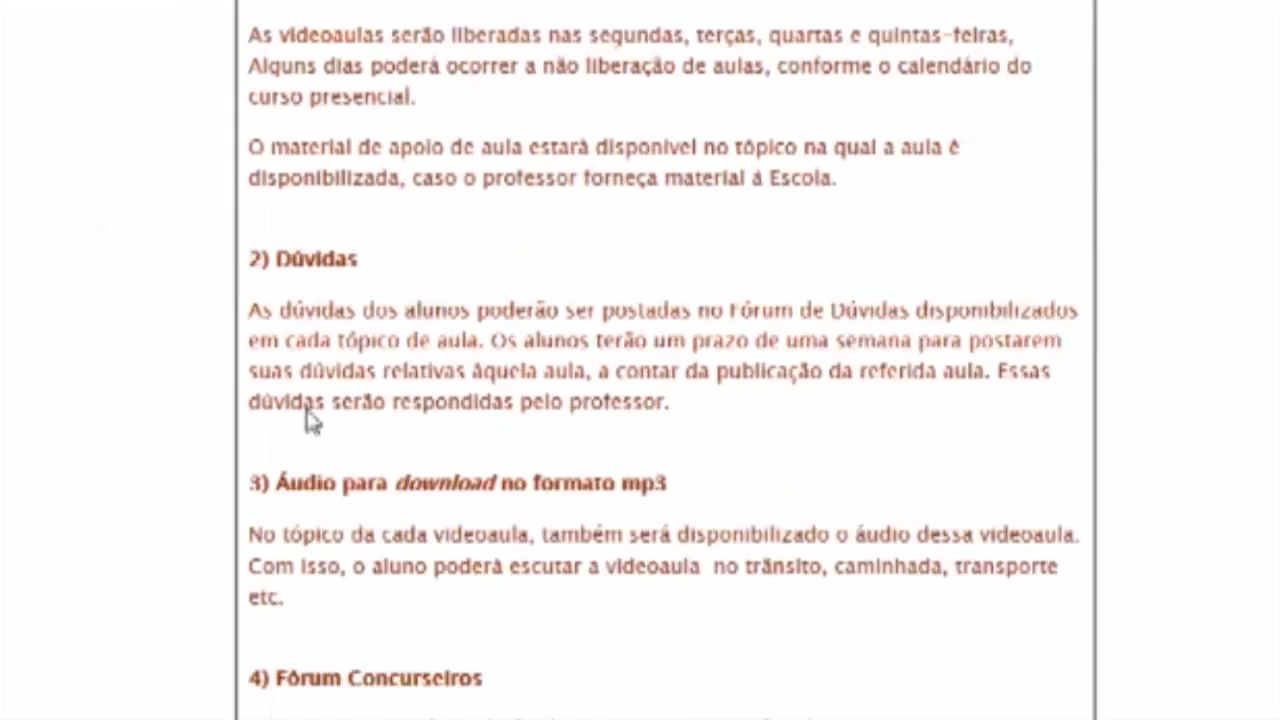 As videoaulas serão liberadas nas segundas, terças, quartas e quintas-feiras,
Alguns dias poderá ocorrer a não liberação de aulas, conforme o calendário do
curso presencial.
O material de apoio de aula estará disponível no tópico na qual a aula é
disponibilizada, caso o professor forneça material á Escola.
2) Dúvidas
As dúvidas dos alunos poderão ser postadas no Fórum de Dúvidas disponibilizados
em cada tópico de aula. Os alunos terão um prazo de uma semana para postarem
suas dúvidas relativas àquela aula, a contar da publicação da referida aula. Essas
dúvidas serão respondidas pelo professor.
3) Áudio para download no formato mp3
No tópico da cada videoaula, também será disponibilizado o áudio dessa videoaula.
Com isso, o aluno poderá escutar a videoaula no trânsito, caminhada, transporte
etc.
4) Fórum Concurseiros